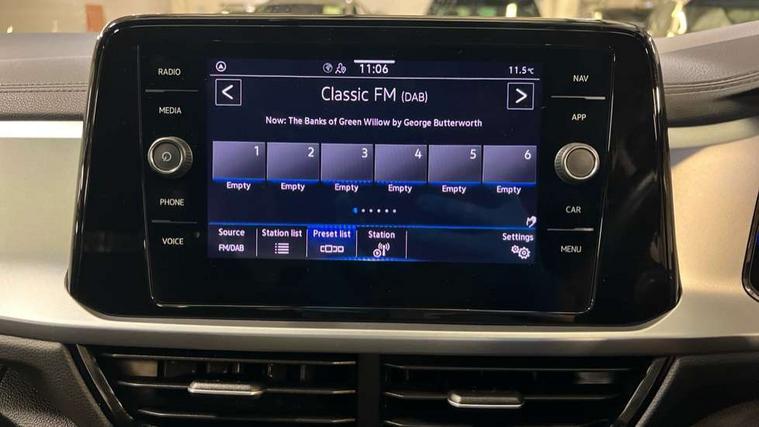 RADIO
MEDIA
PHONE
VOICE
11:06
11.5°C
<
Classic FM (DAB)
>
Now: The Banks of Green Willow by George Butterworth
1 2 3 4 5 6
Empty Empty Empty Empty Empty Empty
Source Station list Preset list Station Settings
FM/DAB
NAV
APP
CAR
MENU